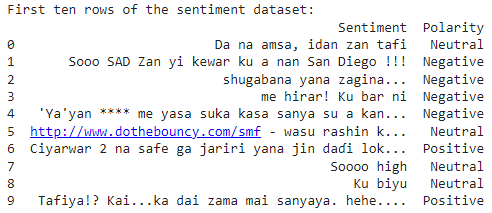 First ten rows of the sentiment dataset:
Sentiment Polarity
0 Da na amsa, idan zan tafi Neutral
1 Sooo SAD Zan yi kewar ku a nan San Diego !!! Negative
2 shugabana yana zagina... Negative
3 me hirar! Ku bar ni Negative
4 'Ya'yan **** me yasa suka kasa sanya su a kan... Negative
5 http://www.dothebouncy.com/smf - wasu rashin k... Neutral
6 Ciyarwar 2 na safe ga jariri yana jin daɗi lok... Positive
7 Soooo high Neutral
8 Ku biyu Neutral
9 Tafiya!? Kai...ka dai zama mai sanyaya. hehe.... Positive